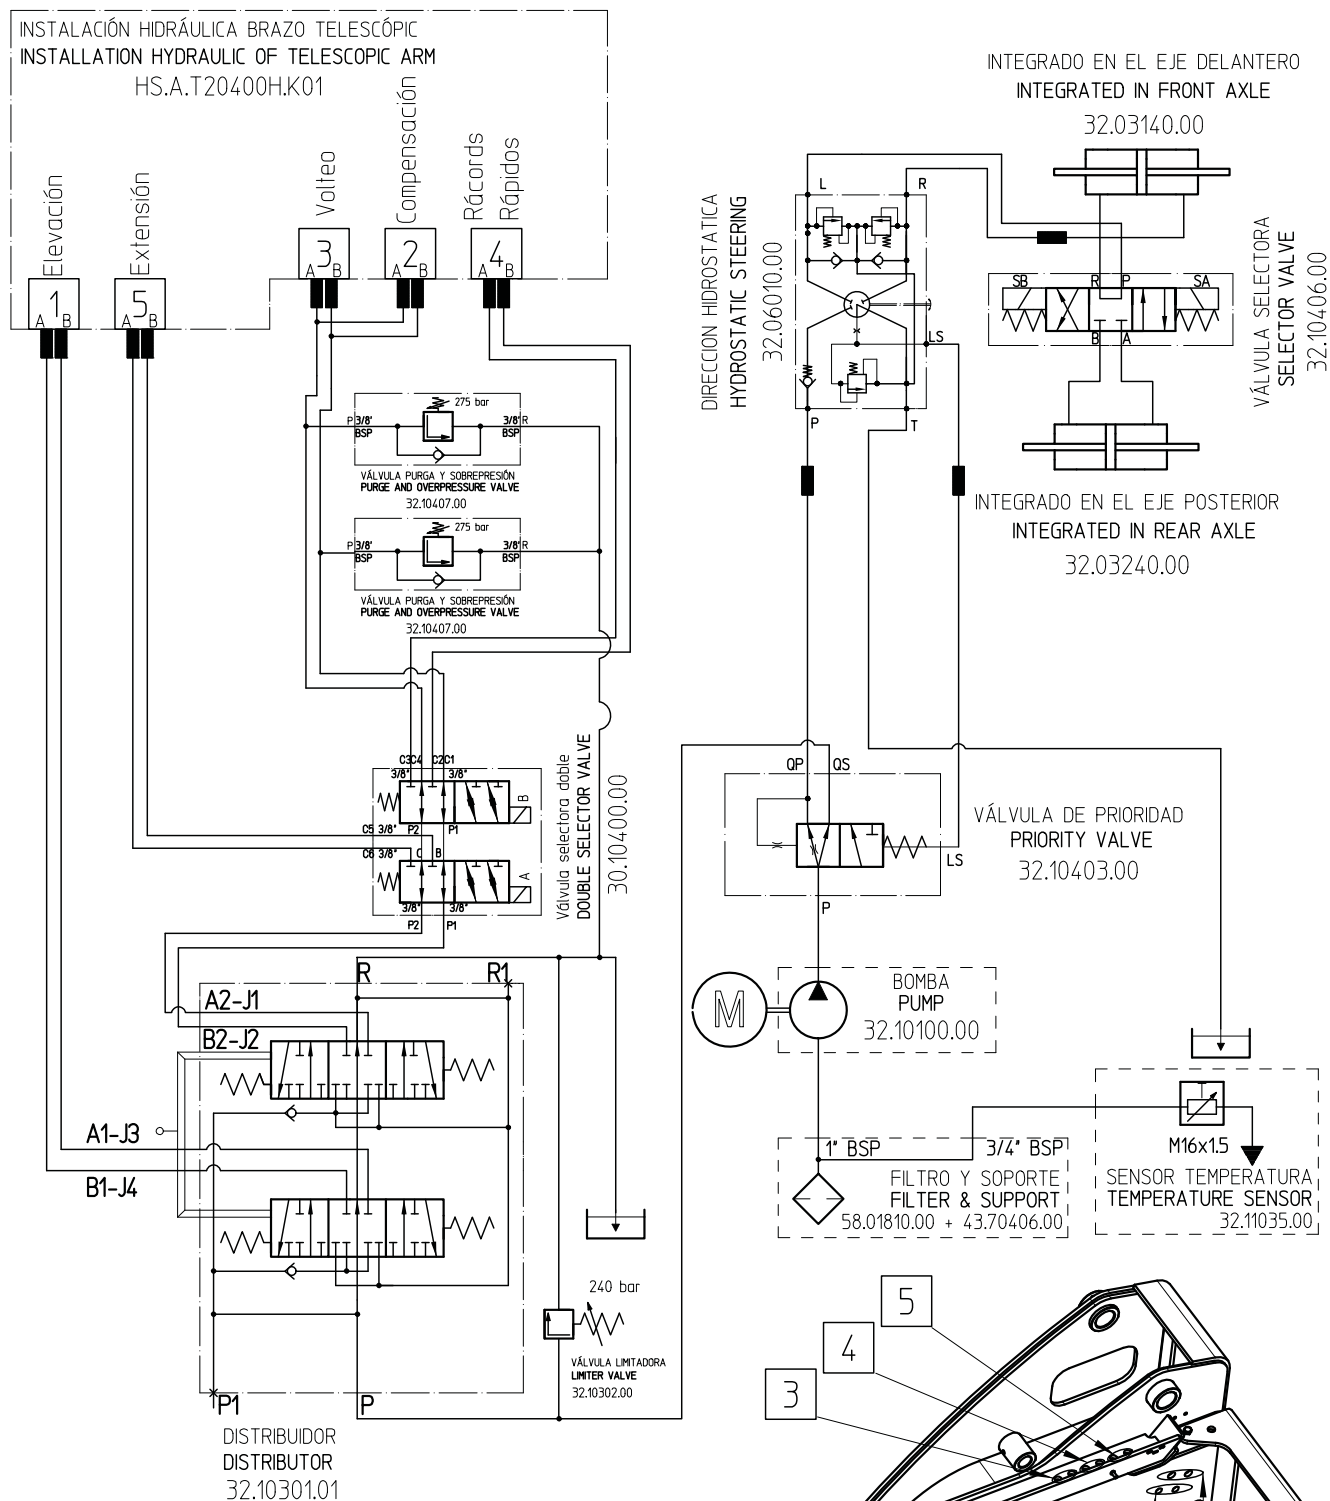 INSTALACIÓN HIDRÁULICA BRAZO TELESCÓPIC
INSTALLATION HYDRAULIC OF TELESCOPIC ARM
HS.A.T20400H.K01
Elevación
Extensión
Volteo
Compensación
Rácords
Rápidos
1
A B
5
A B
3
A B
2
A B
4
A B
275 bar
P 3/8"
BSP
3/8" R
BSP
VÁLVULA PURGA Y SOBREPRESIÓN
PURGE AND OVERPRESSURE VALVE
32.10407.00
275 bar
P 3/8"
BSP
3/8" R
BSP
VÁLVULA PURGA Y SOBREPRESIÓN
PURGE AND OVERPRESSURE VALVE
32.10407.00
C3 C4 C2 C1
3/8" 3/8"
B
C5 3/8" P2 P1
C6 3/8" C B
A
3/8" 3/8"
P2 P1
Válvula selectora doble
DOUBLE SELECTOR VALVE
30.10400.00
R R1
A2-J1
B2-J2
A1-J3
B1-J4
P1 P
DISTRIBUIDOR
DISTRIBUTOR
32.10301.01
240 bar
VÁLVULA LIMITADORA
LIMITER VALVE
32.10302.00
DIRECCION HIDROSTATICA
HYDROSTATIC STEERING
32.06010.00
L R
LS
P T
INTEGRADO EN EL EJE DELANTERO
INTEGRATED IN FRONT AXLE
32.03140.00
SB R P SA
B A
VÁLVULA SELECTORA
SELECTOR VALVE
32.10406.00
INTEGRADO EN EL EJE POSTERIOR
INTEGRATED IN REAR AXLE
32.03240.00
QP QS
LS
P
VÁLVULA DE PRIORIDAD
PRIORITY VALVE
32.10403.00
M
BOMBA
PUMP
32.10100.00
1" BSP 3/4" BSP
FILTRO Y SOPORTE
FILTER & SUPPORT
58.01810.00 + 43.70406.00
M16x1.5
SENSOR TEMPERATURA
TEMPERATURE SENSOR
32.11035.00
5
4
3